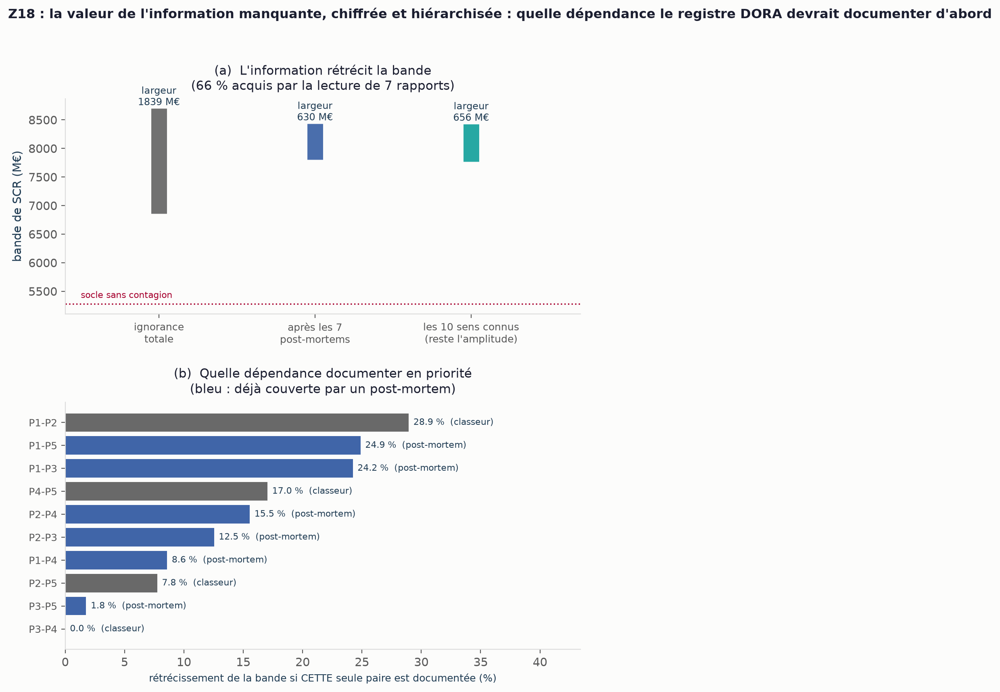 Z18 : la valeur de l'information manquante, chiffrée et hiérarchisée : quelle dépendance le registre DORA devrait documenter d'abord
(a)  L'information rétrécit la bande
(66 % acquis par la lecture de 7 rapports)
largeur
1839 M€
largeur
630 M€
largeur
656 M€
bande de SCR (M€)
8500
8000
7500
7000
6500
6000
5500
socle sans contagion
ignorance
totale
après les 7
post-mortems
les 10 sens connus
(reste l'amplitude)
(b)  Quelle dépendance documenter en priorité
(bleu : déjà couverte par un post-mortem)
P1-P2
28.9 %  (classeur)
P1-P5
24.9 %  (post-mortem)
P1-P3
24.2 %  (post-mortem)
P4-P5
17.0 %  (classeur)
P2-P4
15.5 %  (post-mortem)
P2-P3
12.5 %  (post-mortem)
P1-P4
8.6 %  (post-mortem)
P2-P5
7.8 %  (classeur)
P3-P5
1.8 %  (post-mortem)
P3-P4
0.0 %  (classeur)
0 5 10 15 20 25 30 35 40
rétrécissement de la bande si CETTE seule paire est documentée (%)